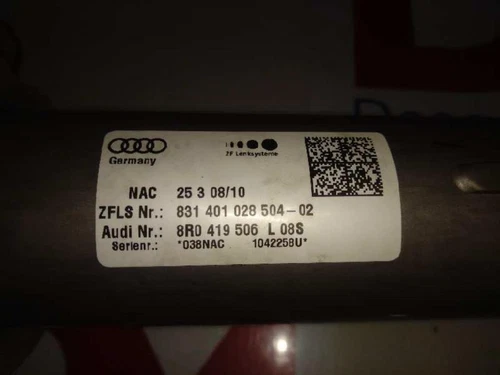 Germany
ZF Lenksysteme
NAC 25 3 08/10
ZFLS Nr.: 831 401 028 504-02
Audi Nr.: 8R0 419 506 L 08S
Serienr.: *038NAC 1042258U*